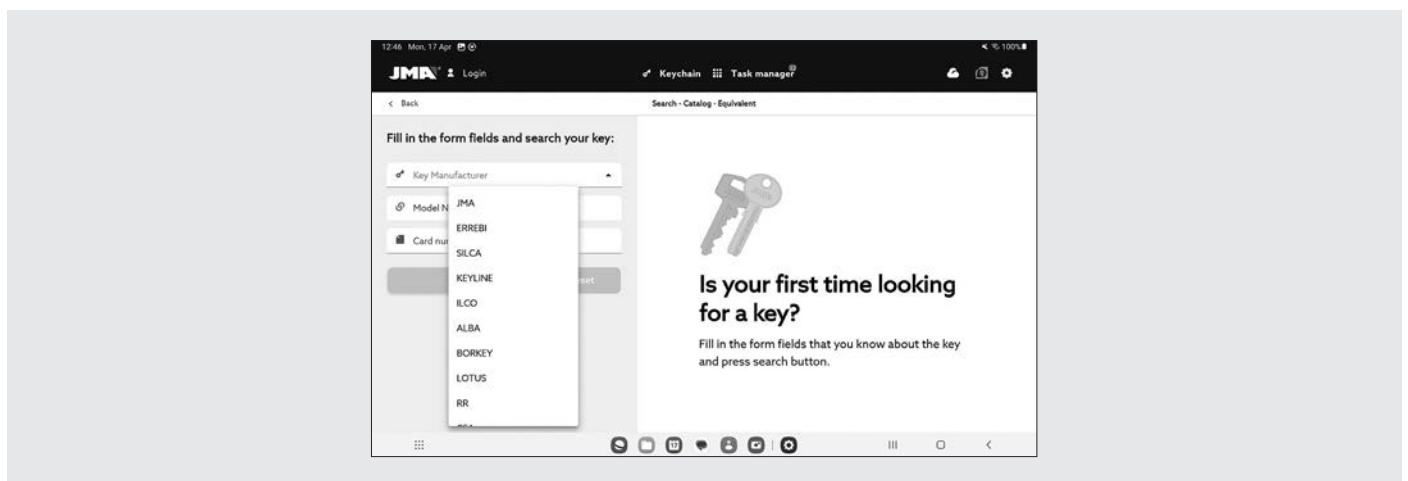 12:46 Mon, 17 Apr
100%
JMA Login
Keychain Task manager
Back
Search - Catalog - Equivalent
Fill in the form fields and search your key:
Key Manufacturer
Model N
Card nu
JMA
ERREBI
SILCA
KEYLINE
ILCO
ALBA
BORKEY
LOTUS
RR
Is your first time looking
for a key?
Fill in the form fields that you know about the key
and press search button.